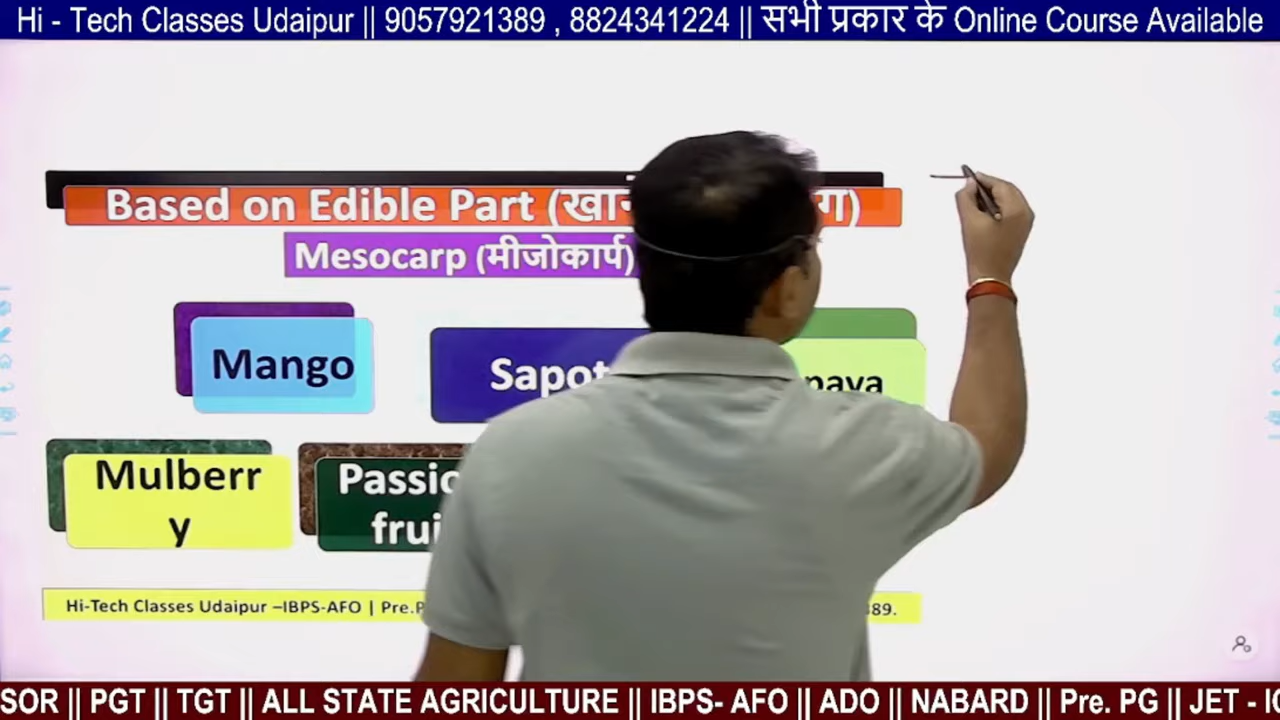 Hi - Tech Classes Udaipur || 9057921389 , 8824341224 || सभी प्रकार के Online Course Available
Based on Edible Part
Mesocarp (मीजोकार्प)
Mango
Mulberr
y
Hi-Tech Classes Udaipur –IBPS-AFO |
SOR || PGT || TGT || ALL STATE AGRICULTURE || IBPS- AFO || ADO || NABARD || Pre. PG || JET -